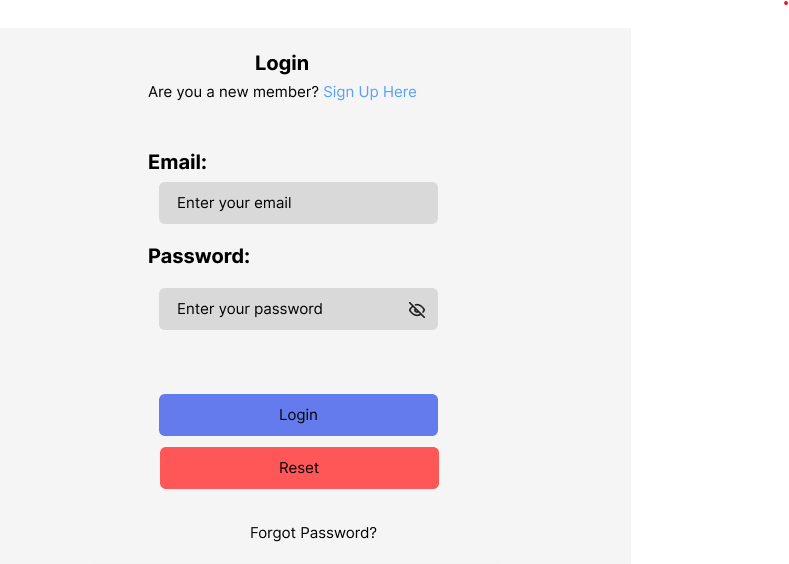 Login
Are you a new member? Sign Up Here
Email:
Enter your email
Password:
Enter your password
Login
Reset
Forgot Password?